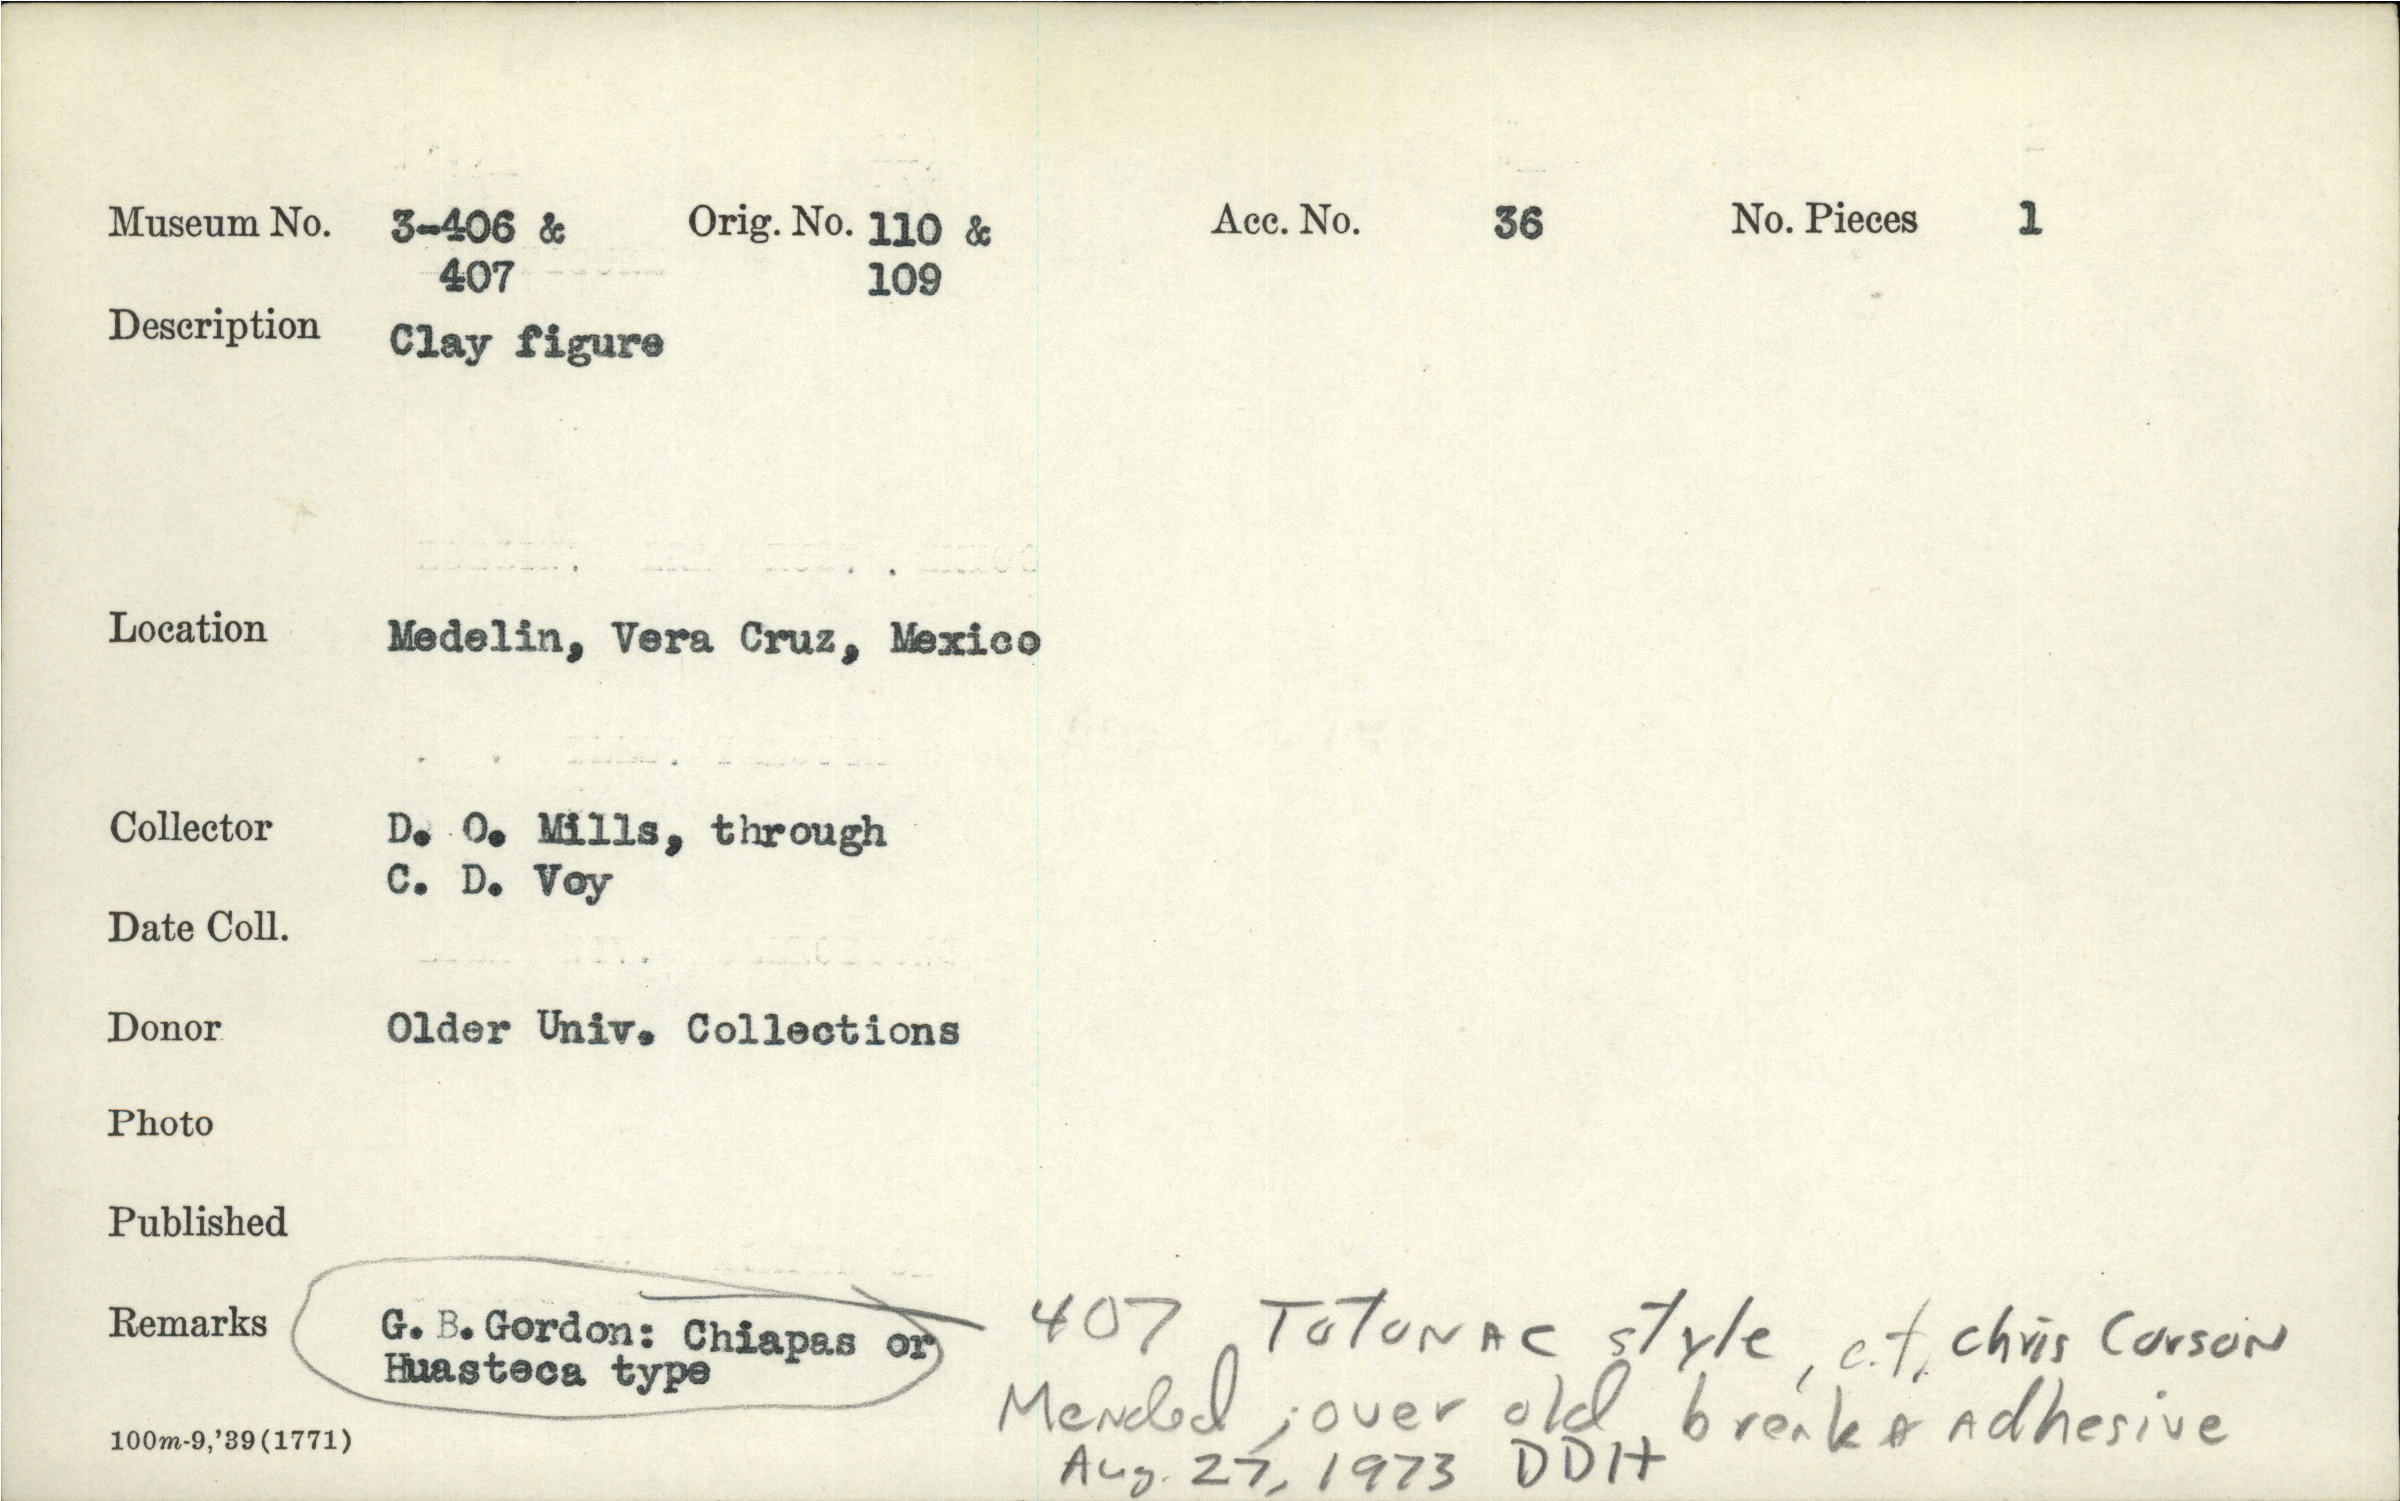 Museum No. 3-406 & Orig. No. 110 & Acc. No. 36 No. Pieces 1
407 109
Description Clay figure
Location Medelin, Vera Cruz, Mexico
Collector D. O. Mills, through
C. D. Voy
Date Coll.
Donor Older Univ. Collections
Photo
Published
Remarks G. B. Gordon: Chiapas or
Huasteca type
407 Totonac style, c.f. Chris Corson
Mended, over old break & adhesive
Aug. 27, 1973 DDH
100m-9,'39(1771)